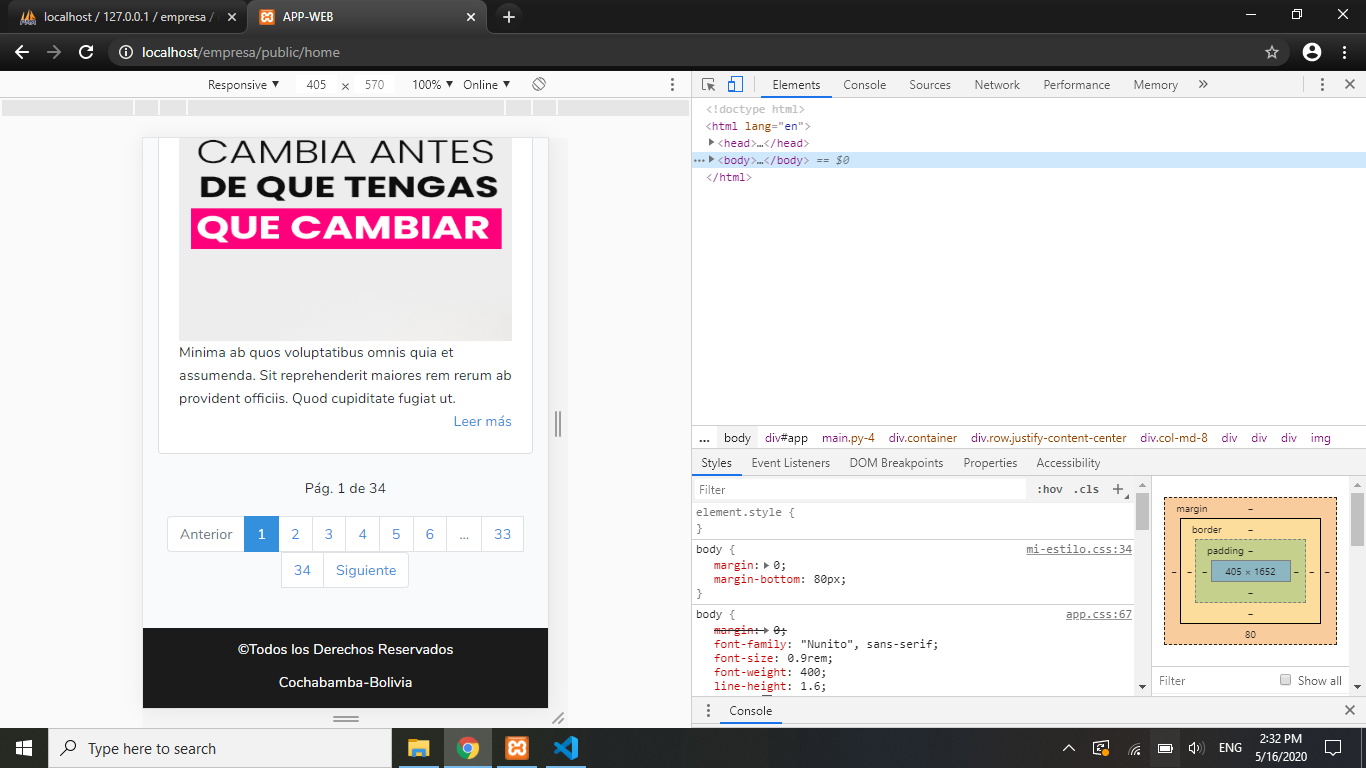 localhost / 127.0.0.1 / empresa /
APP-WEB
localhost/empresa/public/home
Responsive ▼ 405 × 570 100% ▼ Online ▼
Elements Console Sources Network Performance Memory »
<!doctype html>
<html lang="en">
<head>…</head>
<body>…</body> == $0
</html>
CAMBIA ANTES
DE QUE TENGAS
QUE CAMBIAR
Minima ab quos voluptatibus omnis quia et
assumenda. Sit reprehenderit maiores rem rerum ab
provident officiis. Quod cupiditate fugiat ut.
Leer más
Pág. 1 de 34
Anterior 1 2 3 4 5 6 ... 33
34 Siguiente
©Todos los Derechos Reservados
Cochabamba-Bolivia
... body div#app main.py-4 div.container div.row.justify-content-center div.col-md-8 div div div img
Styles Event Listeners DOM Breakpoints Properties Accessibility
Filter :hov .cls +
element.style {
}
body { mi-estilo.css:34
margin: 0;
margin-bottom: 80px;
}
body { app.css:67
margin: 0;
font-family: "Nunito", sans-serif;
font-size: 0.9rem;
font-weight: 400;
line-height: 1.6;
margin –
border –
padding –
– – – 405 × 1652 – – –
–
–
80
Filter Show all
Console
Type here to search
ENG
2:32 PM
5/16/2020